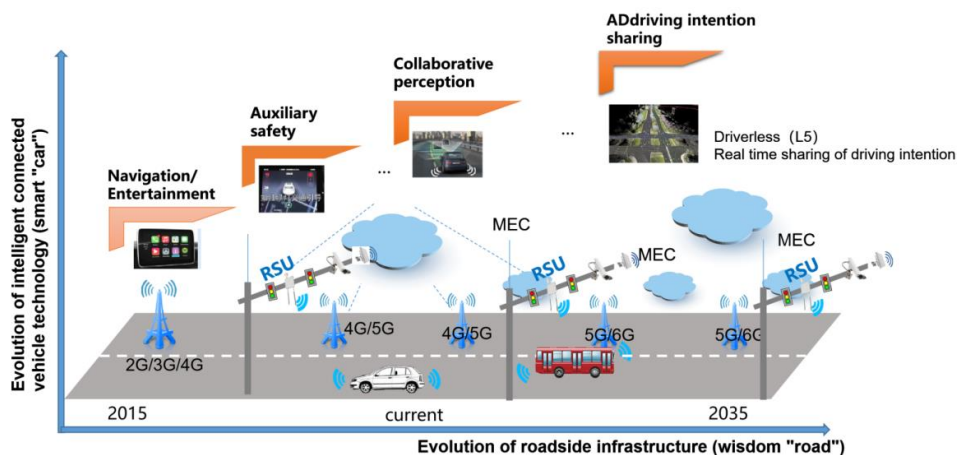 ADdriving intention
sharing
Collaborative
perception
Auxiliary
safety
Navigation/
Entertainment
...
...
Driverless（L5）
Real time sharing of driving intention
MEC
MEC
MEC
RSU
RSU
RSU
4G/5G
4G/5G
5G/6G
5G/6G
2G/3G/4G
2015
current
2035
Evolution of intelligent connected
vehicle technology (smart "car")
Evolution of roadside infrastructure (wisdom "road")